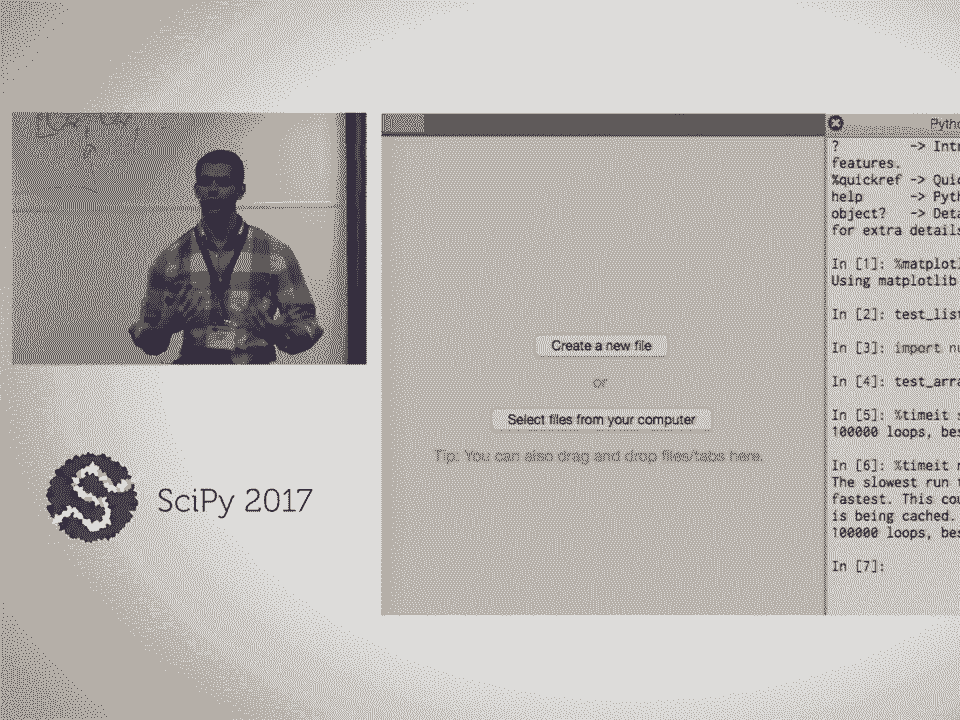 SciPy 2017
Create a new file
or
Select files from your computer
Tip: You can also drag and drop files/tabs here.
Pytho
? -> Intr
features.
%quickref -> Quic
help -> Pyth
object? -> Deta
for extra details
In [1]: %matplotl
Using matplotlib
In [2]: test_list
In [3]: import nu
In [4]: test_arra
In [5]: %timeit s
100000 loops, bes
In [6]: %timeit n
The slowest run t
fastest. This cou
is being cached.
100000 loops, bes
In [7]: